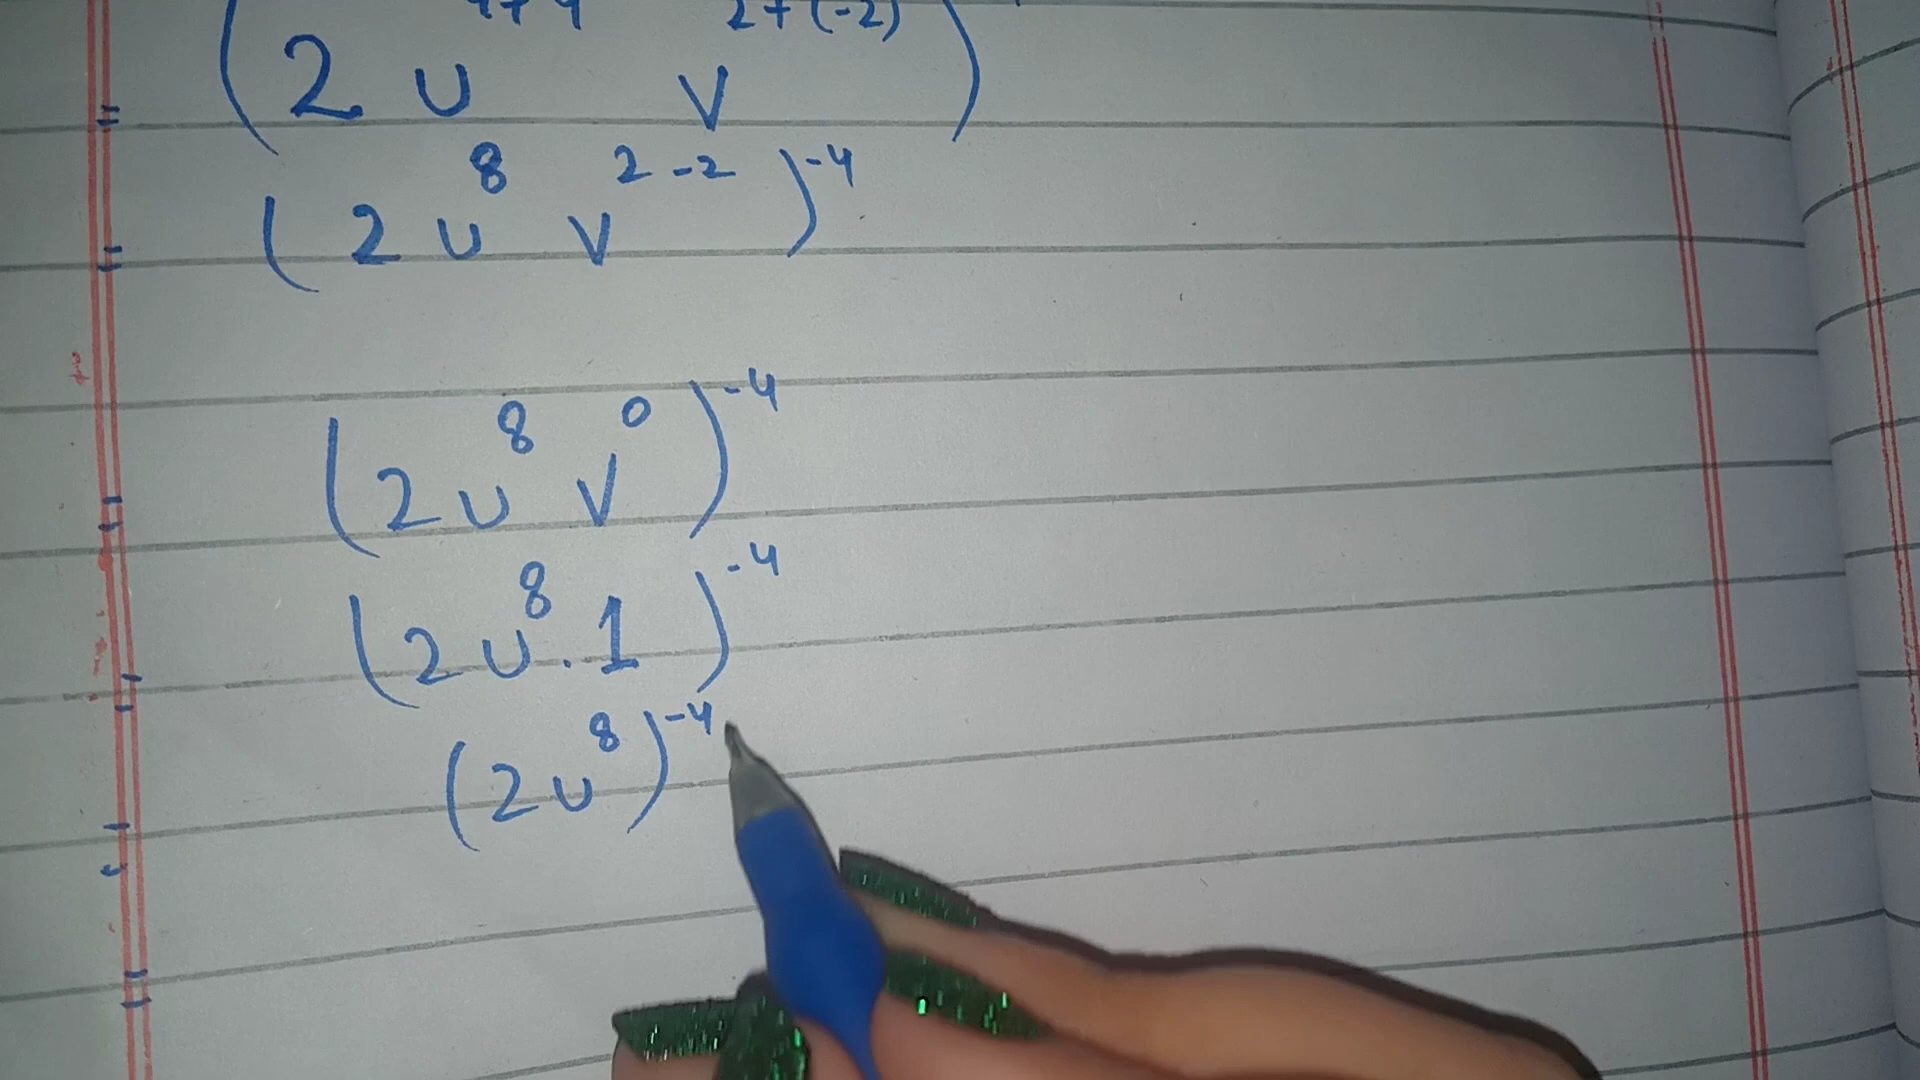 = (2 u^{4+4} v^{2+(-2)})
= (2 u^8 v^{2-2})^{-4}
= (2 u^8 v^0)^{-4}
= (2 u^8 . 1)^{-4}
= (2 u^8)^{-4}
=